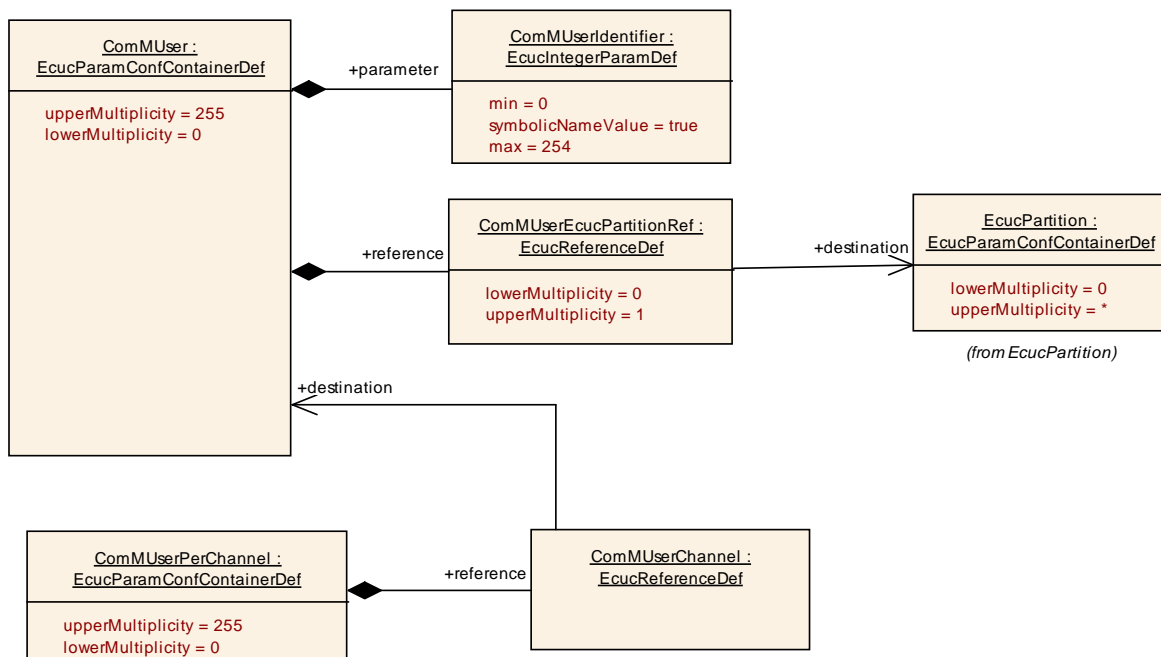 ComMUser :
EcucParamConfContainerDef
upperMultiplicity = 255
lowerMultiplicity = 0
+parameter
ComMUserIdentifier :
EcucIntegerParamDef
min = 0
symbolicNameValue = true
max = 254
+reference
ComMUserEcucPartitionRef :
EcucReferenceDef
lowerMultiplicity = 0
upperMultiplicity = 1
+destination
EcucPartition :
EcucParamConfContainerDef
lowerMultiplicity = 0
upperMultiplicity = *
(from EcucPartition)
+destination
ComMUserPerChannel :
EcucParamConfContainerDef
upperMultiplicity = 255
lowerMultiplicity = 0
+reference
ComMUserChannel :
EcucReferenceDef